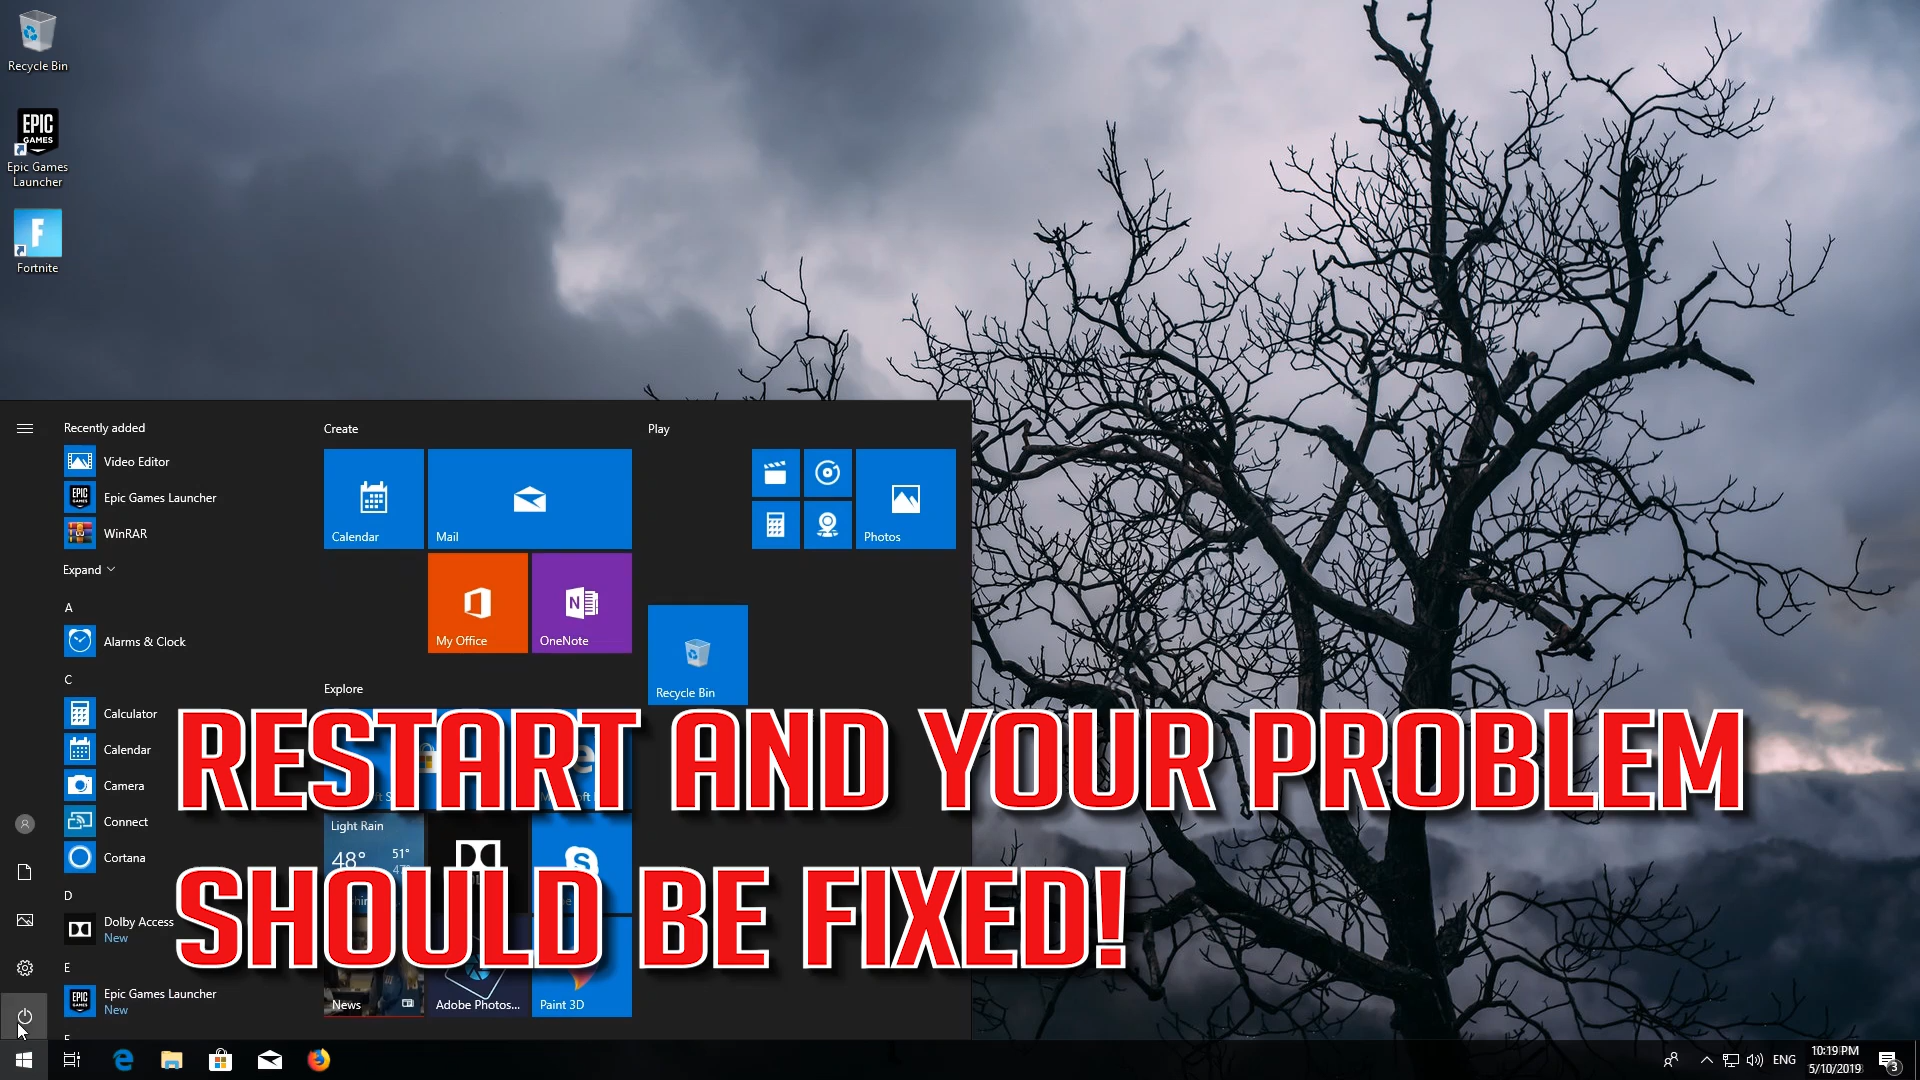 Recycle Bin
EPIC
GAMES
Epic Games
Launcher
F
Fortnite
Recently added
Video Editor
EPIC
Epic Games Launcher
WinRAR
Expand
A
Alarms & Clock
C
Calculator
Calendar
Camera
Connect
Cortana
D
Dolby Access
New
E
EPIC
Epic Games Launcher
New
Create
Calendar
Mail
My Office
N
OneNote
Explore
Light Rain
48°
51°
News
Adobe Photos...
Paint 3D
Play
Photos
Recycle Bin
RESTART AND YOUR PROBLEM
SHOULD BE FIXED!
ENG
10:19 PM
5/10/2019
3